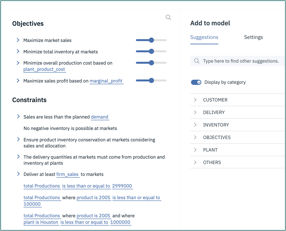 Objectives
Maximize market sales
Minimize total inventory at markets
Minimize overall production cost based on
plant_product_cost
Maximize sales profit based on marginal_profit
Constraints
Sales are less than the planned demand
No negative inventory is possible at markets
Ensure product inventory conservation at markets considering
sales and allocation
The delivery quantities at markets must come from production and
inventory at plants
Deliver at least firm_sales to markets
total Productions is less than or equal to 2999000
total Productions where product is 2005 is less than or equal to
100000
total Productions where product is 2005 and where
plant is Houston is less than or equal to 1000000
Add to model
Suggestions
Settings
Type here to find other suggestions.
Display by category
CUSTOMER
DELIVERY
INVENTORY
OBJECTIVES
PLANT
OTHERS